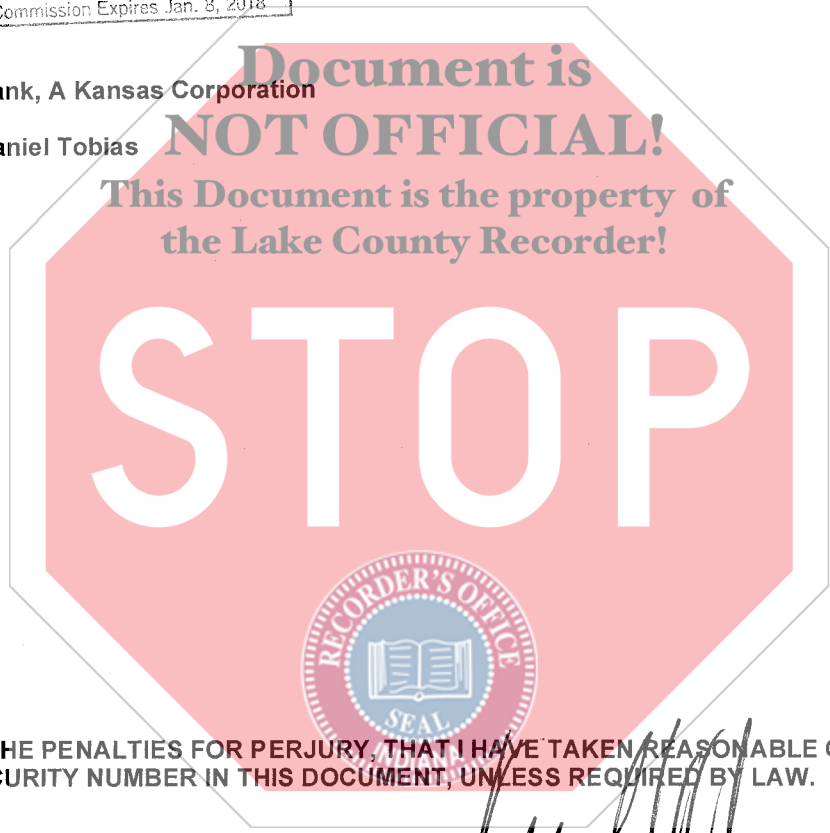 Commission Expires Jan. 8, 2018
Document is
ank, A Kansas Corporation
NOT OFFICIAL!
aniel Tobias
This Document is the property of
the Lake County Recorder!
STOP
RECORDER'S OFFICE
SEAL
INDIANA
HE PENALTIES FOR PERJURY, THAT I HAVE TAKEN REASONABLE C
CURITY NUMBER IN THIS DOCUMENT, UNLESS REQUIRED BY LAW.